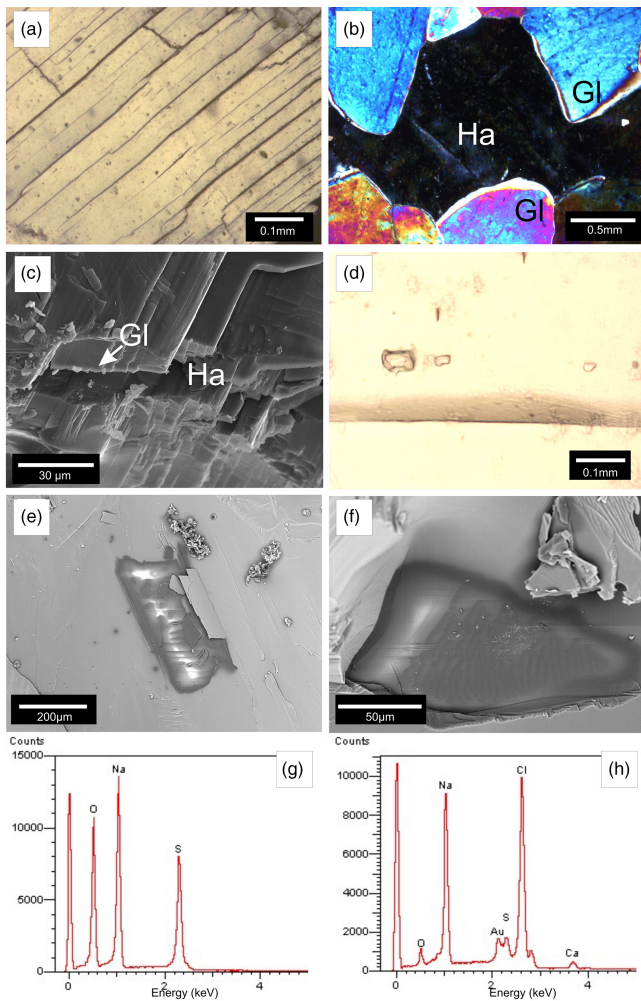 (a)
0.1mm
(b)
Gl
Ha
Gl
0.5mm
(c)
Gl
Ha
30 µm
(d)
0.1mm
(e)
200µm
(f)
50µm
Counts
(g)
15000
10000
5000
0
O
Na
S
0 2 4
Energy (keV)
Counts
(h)
10000
8000
6000
4000
2000
0
O
Na
Au
S
Cl
Ca
0 2 4
Energy (keV)